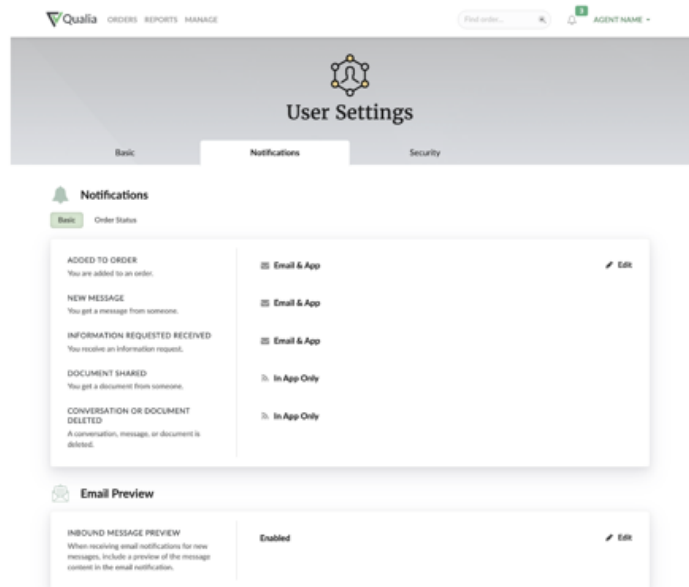 Qualia ORDERS REPORTS MANAGE Find order... 3 AGENT NAME
User Settings
Basic Notifications Security
Notifications
Basic Order Status
ADDED TO ORDER
You are added to an order.
Email & App
Edit
NEW MESSAGE
You get a message from someone.
Email & App
INFORMATION REQUESTED RECEIVED
You receive an information request.
Email & App
DOCUMENT SHARED
You get a document from someone.
In App Only
CONVERSATION OR DOCUMENT
DELETED
A conversation, message, or document is
deleted.
In App Only
Email Preview
INBOUND MESSAGE PREVIEW
When receiving email notifications for new
messages, include a preview of the message
content in the email notification.
Enabled
Edit